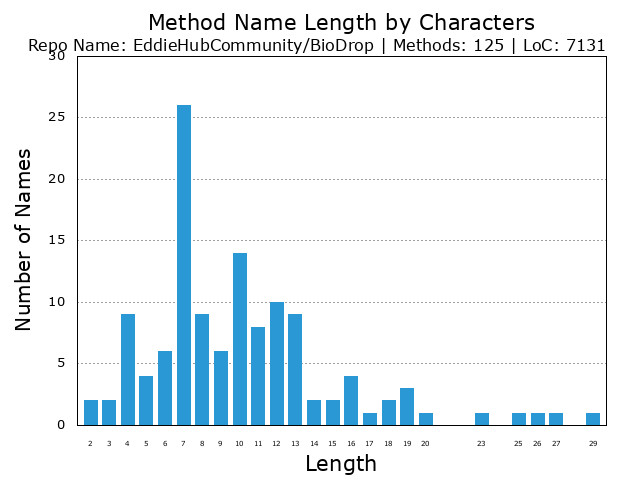 Method Name Length by Characters
Repo Name: EddieHubCommunity/BioDrop | Methods: 125 | LoC: 7131
30
25
20
15
10
5
0
Number of Names
2 3 4 5 6 7 8 9 10 11 12 13 14 15 16 17 18 19 20 23 25 26 27 29
Length